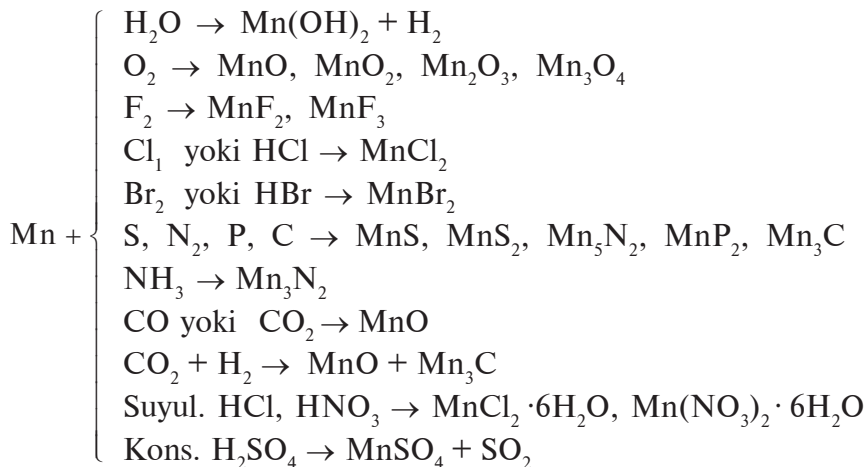 H₂O → Mn(OH)₂ + H₂
O₂ → MnO, MnO₂, Mn₂O₃, Mn₃O₄
F₂ → MnF₂, MnF₃
Cl₁ yoki HCl → MnCl₂
Br₂ yoki HBr → MnBr₂
Mn + { S, N₂, P, C → MnS, MnS₂, Mn₅N₂, MnP₂, Mn₃C
NH₃ → Mn₃N₂
CO yoki CO₂ → MnO
CO₂ + H₂ → MnO + Mn₃C
Suyul. HCl, HNO₃ → MnCl₂ · 6H₂O, Mn(NO₃)₂ · 6H₂O
Kons. H₂SO₄ → MnSO₄ + SO₂